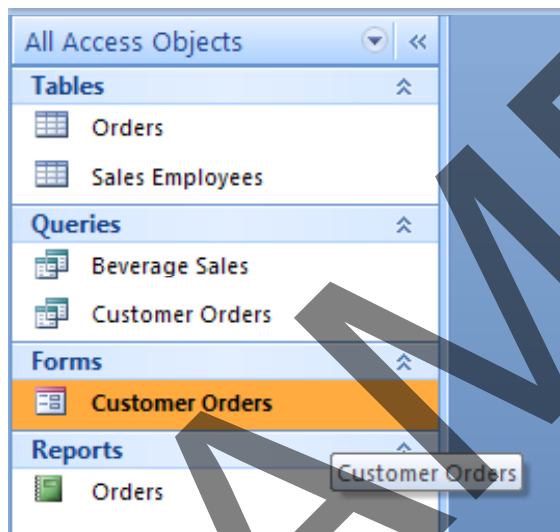 All Access Objects
Tables
Orders
Sales Employees
Queries
Beverage Sales
Customer Orders
Forms
Customer Orders
Reports
Customer Orders
Orders